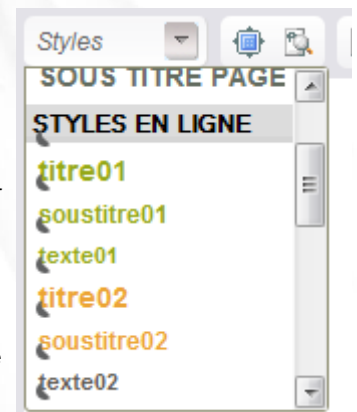 Styles
SOUS TITRE PAGE
STYLES EN LIGNE
titre01
soustitre01
texte01
titre02
soustitre02
texte02